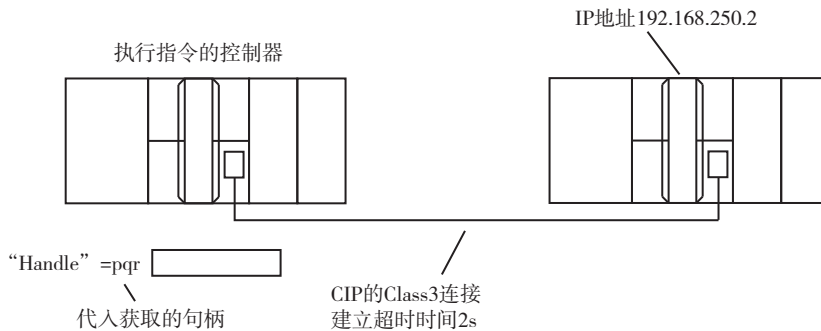 IP地址192.168.250.2
执行指令的控制器
“Handle”=pqr
代入获取的句柄
CIP的Class3连接
建立超时时间2s